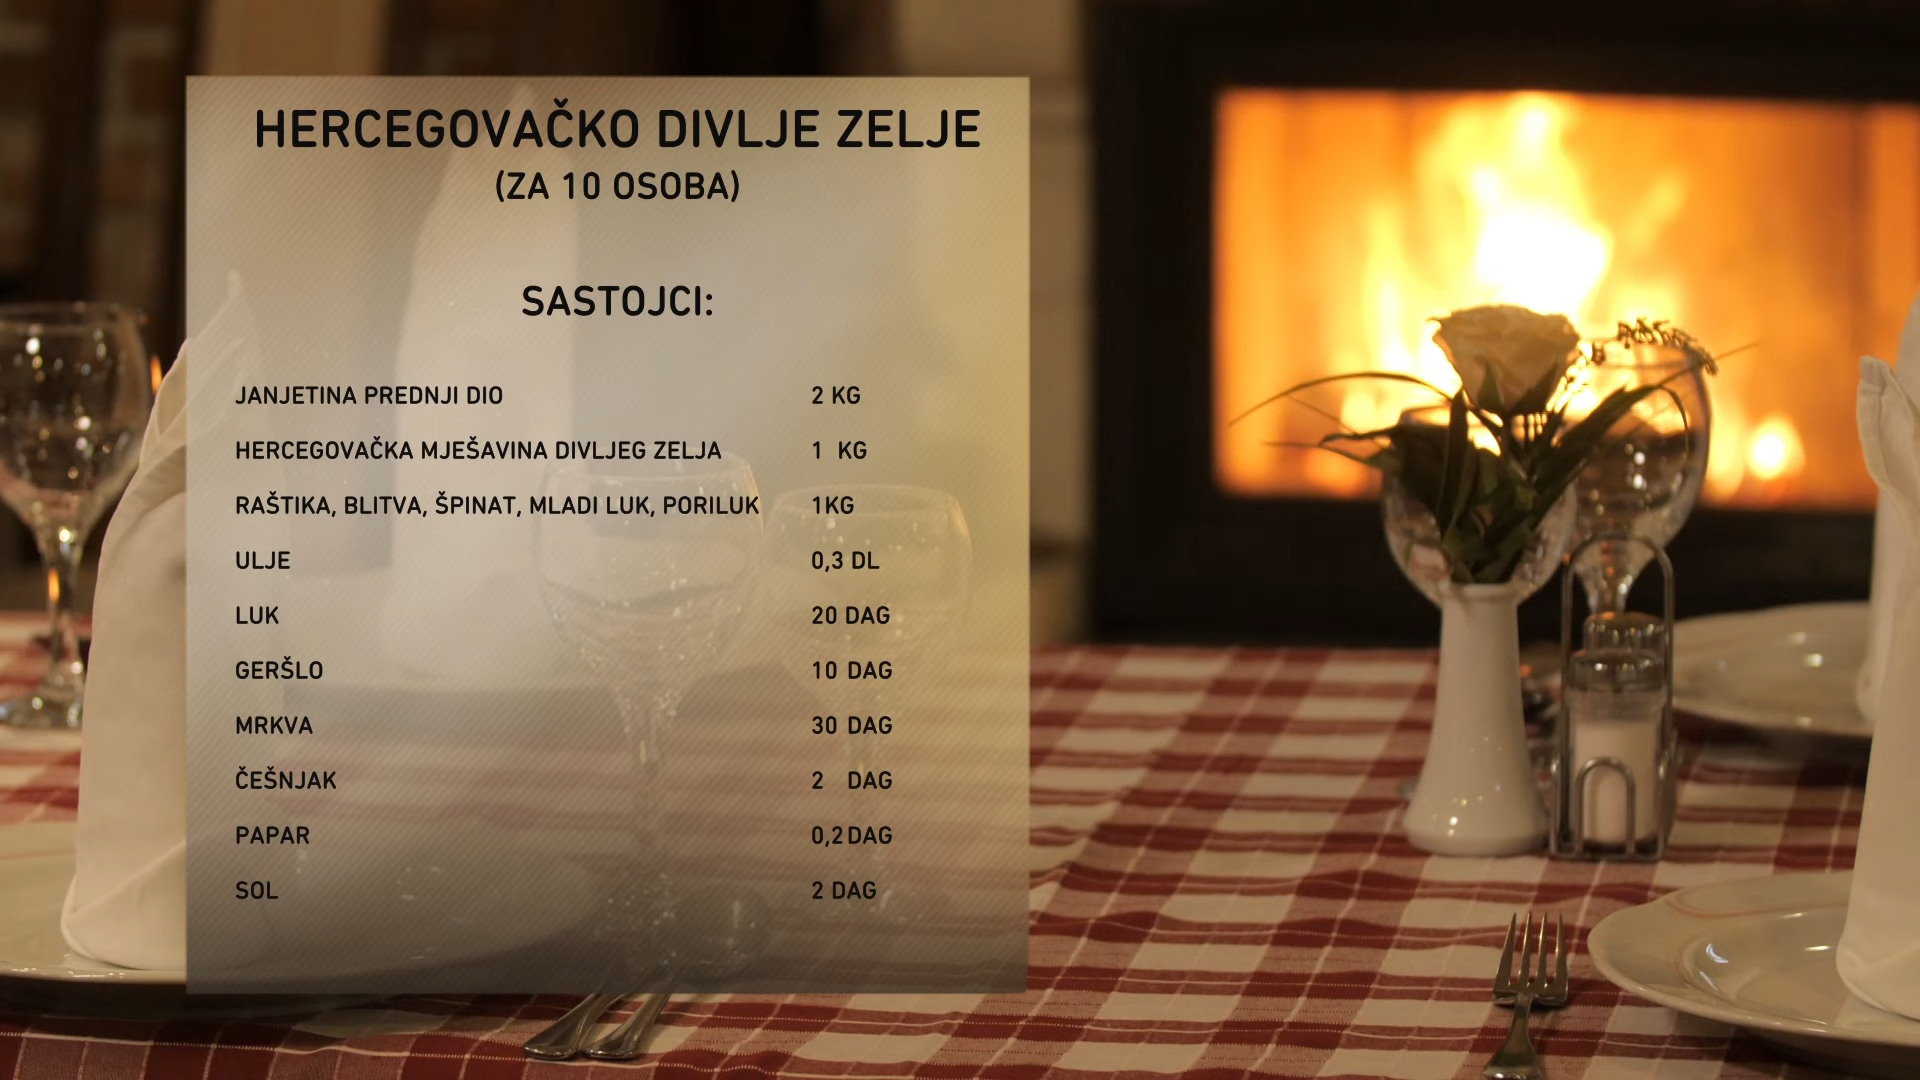 HERCEGOVAČKO DIVLJE ZELJE
(ZA 10 OSOBA)
SASTOJCI:
JANJETINA PREDNJI DIO 2 KG
HERCEGOVAČKA MJEŠAVINA DIVLJEG ZELJA 1 KG
RAŠTIKA, BLITVA, ŠPINAT, MLADI LUK, PORILUK 1KG
ULJE 0,3 DL
LUK 20 DAG
GERŠLO 10 DAG
MRKVA 30 DAG
ČEŠNJAK 2 DAG
PAPAR 0,2 DAG
SOL 2 DAG